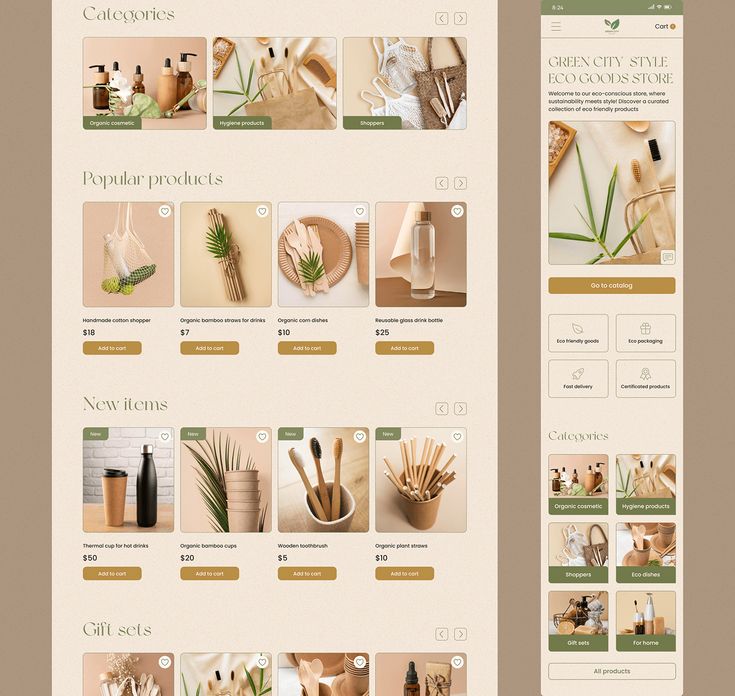 Categories
Organic cosmetic
Hygiene products
Shoppers
Popular products
Handmade cotton shopper
Organic bamboo straws for drinks
Organic corn dishes
Reusable glass drink bottle
$18
$7
$10
$25
Add to cart
Add to cart
Add to cart
Add to cart
New items
New
New
New
New
Thermal cup for hot drinks
Organic bamboo cups
Wooden toothbrush
Organic plant straws
$50
$20
$5
$10
Add to cart
Add to cart
Add to cart
Add to cart
Gift sets
8:24
Cart
GREEN CITY STYLE
ECO GOODS STORE
Welcome to our eco-conscious store, where
sustainability meets style! Discover a curated
collection of eco friendly products
Go to catalog
Eco friendly goods
Eco packaging
Fast delivery
Certificated products
Categories
Organic cosmetic
Hygiene products
Shoppers
Eco dishes
Gift sets
For home
All products